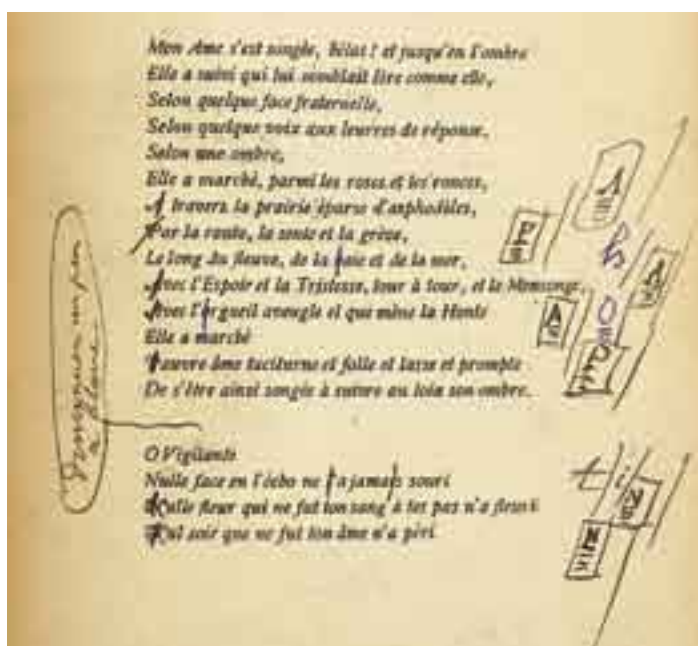 Mon Ame s'est songée, hélas ! et jusqu'en l'ombre
Elle a suivi qui lui semblait être comme elle,
Selon quelque face fraternelle,
Selon quelque voix aux leurres de réponse,
Selon une ombre,
Elle a marché, parmi les roses et les ronces,
A travers la prairie éparse d'asphodèles,
Par la route, la sente et la grève,
Le long du fleuve, de la haie et de la mer,
Avec l'Espoir et la Tristesse, tour à tour, et le Mensonge,
Avec l'orgueil aveugle et que mène la Honte
Elle a marché
Pauvre âme taciturne et folle et lasse et prompte
De s'être ainsi songée à suivre au loin son ombre.
O Vigilante
Nulle face en l'écho ne t'a jamais souri
Nulle fleur qui ne fut ton sang à tes pas n'a fleuri
Nul soir que ne fut ton âme n'a péri
un peu
A
h
O
t
i